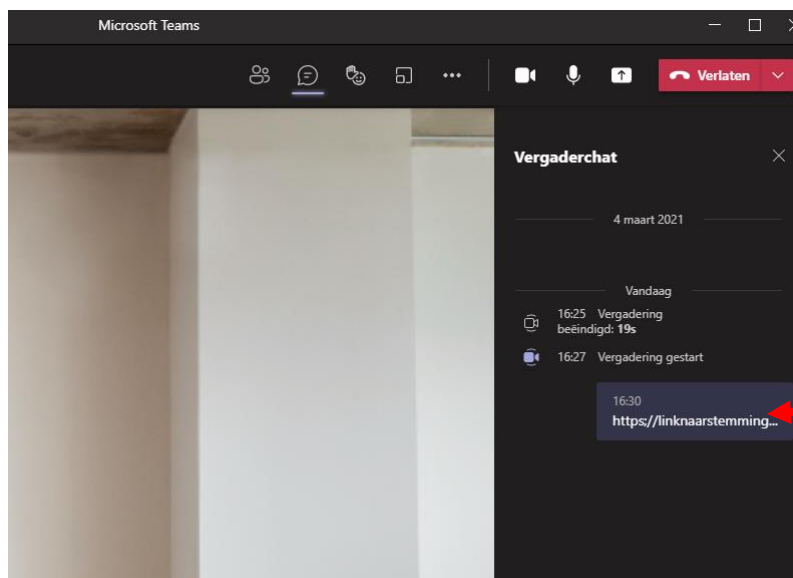 Microsoft Teams
Verlaten
Vergaderchat
4 maart 2021
Vandaag
16:25 Vergadering
beëindigd: 19s
16:27 Vergadering gestart
16:30
https;//linknaarstemming...